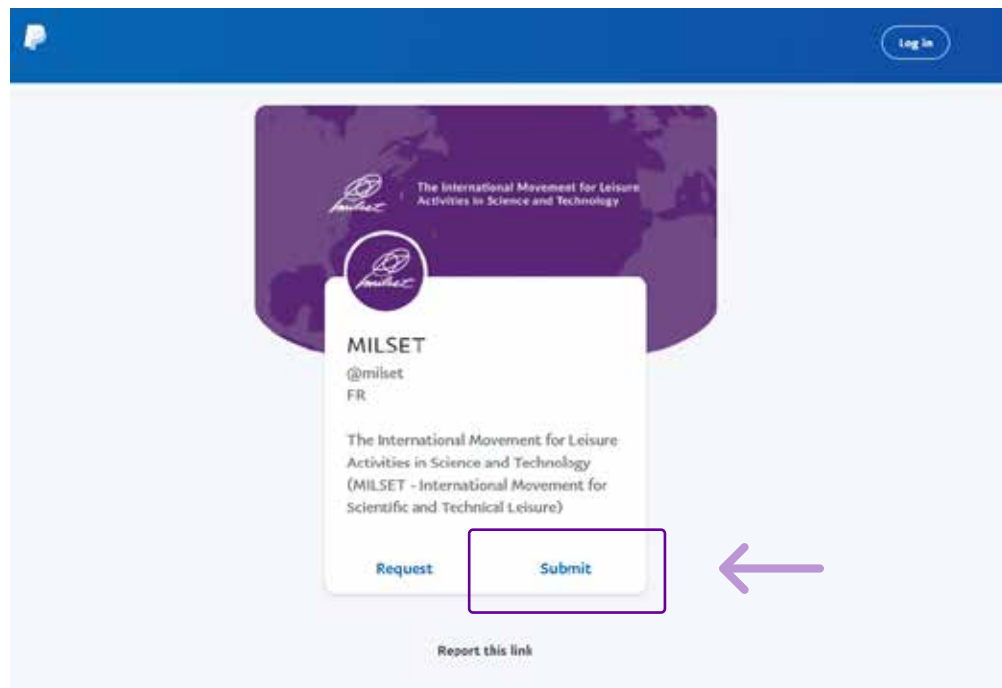 Log in
milset
The International Movement for Leisure
Activities in Science and Technology
milset
MILSET
@milset
FR
The International Movement for Leisure
Activities in Science and Technology
(MILSET - International Movement for
Scientific and Technical Leisure)
Request Submit
Report this link